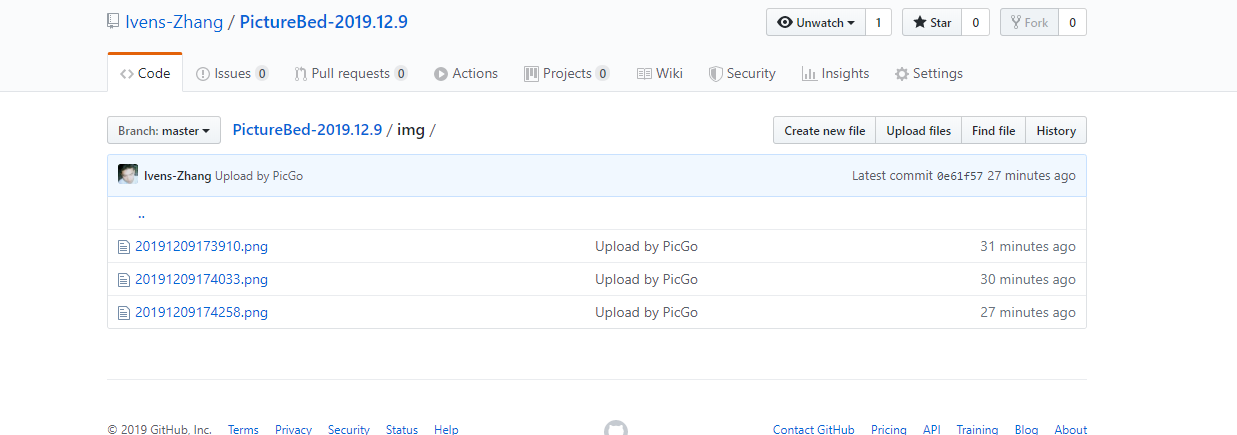 Ivens-Zhang / PictureBed-2019.12.9 Unwatch 1 Star 0 Fork 0
Code Issues 0 Pull requests 0 Actions Projects 0 Wiki Security Insights Settings
Branch: master PictureBed-2019.12.9 / img / Create new file Upload files Find file History
Ivens-Zhang Upload by PicGo Latest commit 0e61f57 27 minutes ago
..
20191209173910.png Upload by PicGo 31 minutes ago
20191209174033.png Upload by PicGo 30 minutes ago
20191209174258.png Upload by PicGo 27 minutes ago
© 2019 GitHub, Inc. Terms Privacy Security Status Help Contact GitHub Pricing API Training Blog About